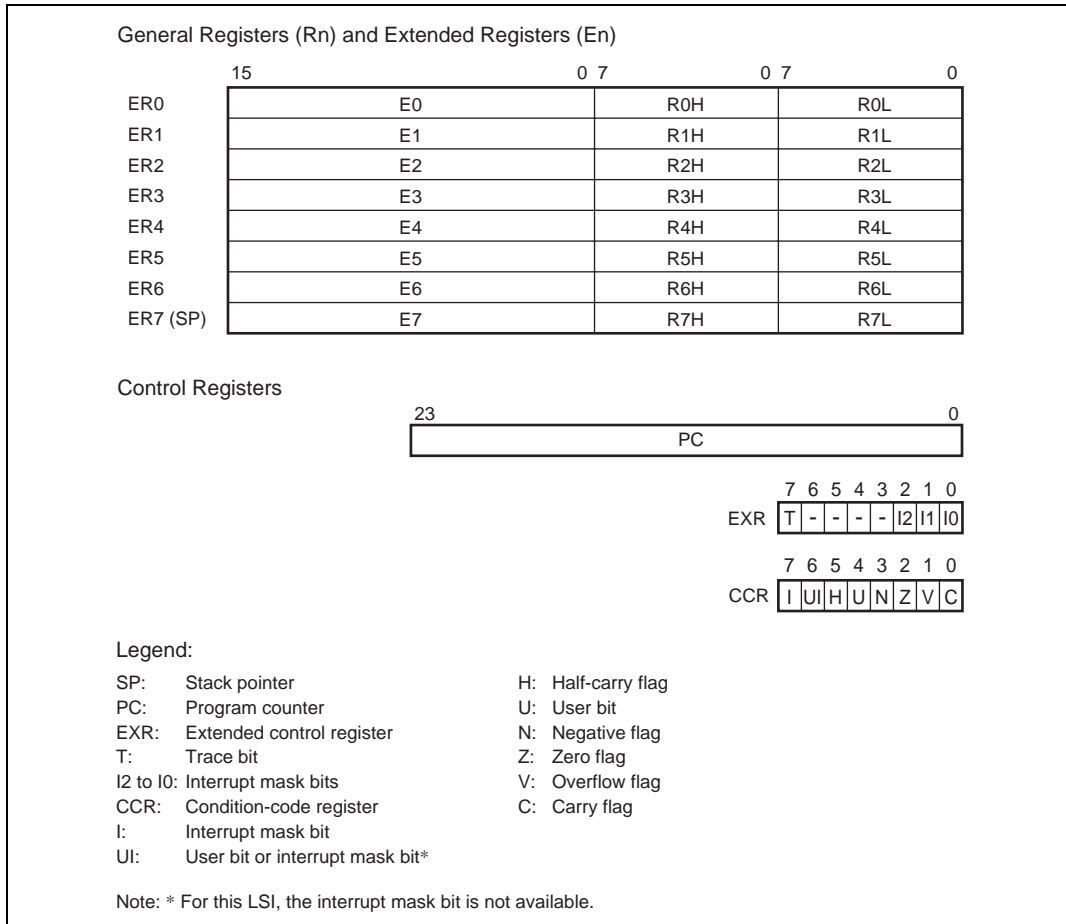 General Registers (Rn) and Extended Registers (En)
15 0 7 0 7 0
ER0 E0 R0H R0L
ER1 E1 R1H R1L
ER2 E2 R2H R2L
ER3 E3 R3H R3L
ER4 E4 R4H R4L
ER5 E5 R5H R5L
ER6 E6 R6H R6L
ER7 (SP) E7 R7H R7L
Control Registers
23 0
PC
7 6 5 4 3 2 1 0
EXR T - - - - I2 I1 I0
7 6 5 4 3 2 1 0
CCR I UI H U N Z V C
Legend:
SP: Stack pointer
PC: Program counter
EXR: Extended control register
T: Trace bit
I2 to I0: Interrupt mask bits
CCR: Condition-code register
I: Interrupt mask bit
UI: User bit or interrupt mask bit*
H: Half-carry flag
U: User bit
N: Negative flag
Z: Zero flag
V: Overflow flag
C: Carry flag
Note: * For this LSI, the interrupt mask bit is not available.